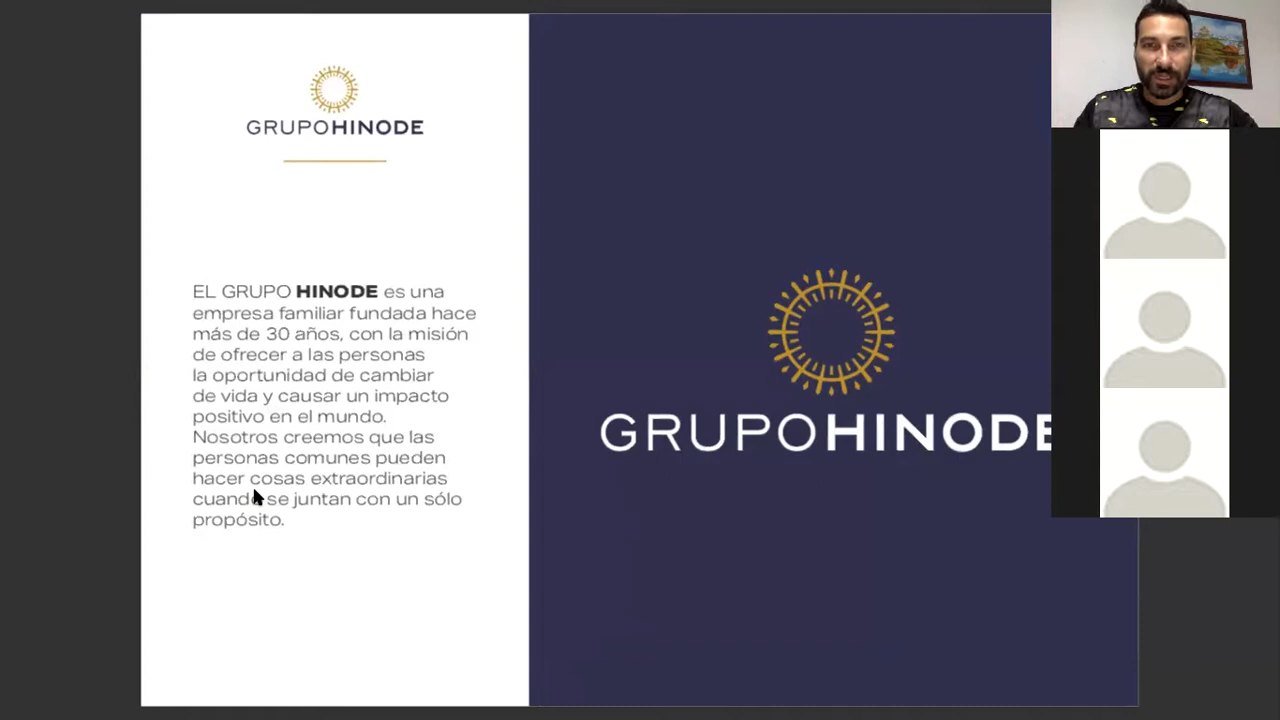 GRUPOHINODE
EL GRUPO HINODE es una
empresa familiar fundada hace
más de 30 años, con la misión
de ofrecer a las personas
la oportunidad de cambiar
de vida y causar un impacto
positivo en el mundo.
Nosotros creemos que las
personas comunes pueden
hacer cosas extraordinarias
cuando se juntan con un sólo
propósito.
GRUPOHINODE